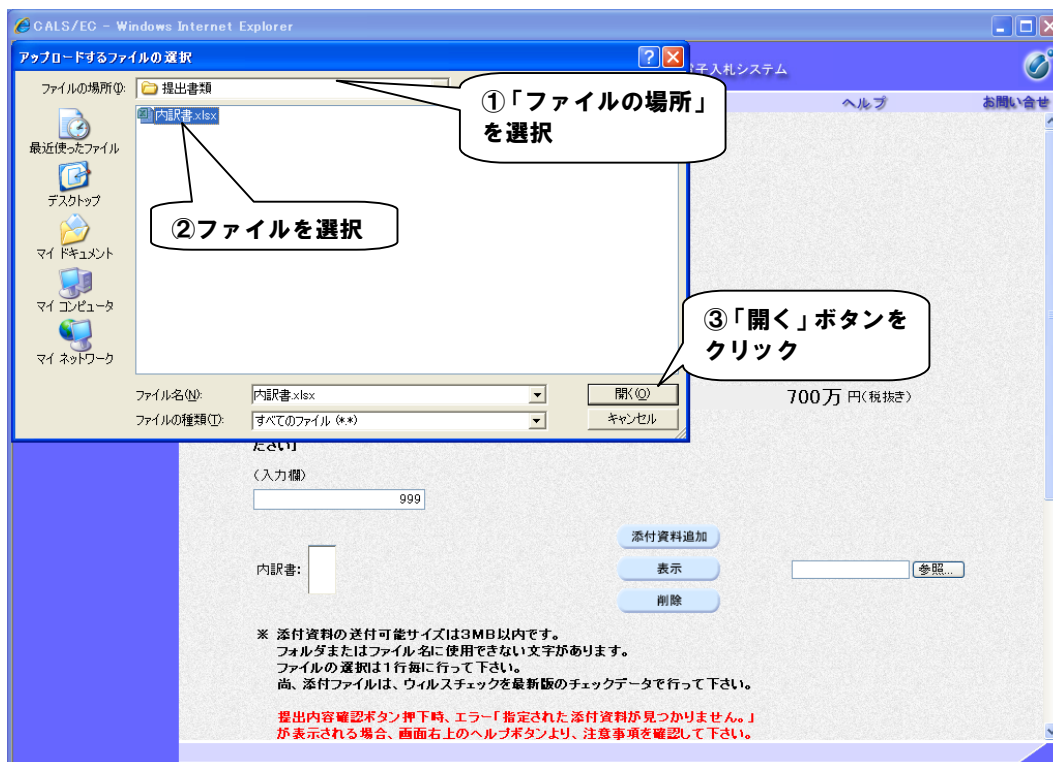 CALS/EC - Windows Internet Explorer
アップロードするファイルの選択
子入札システム
ファイルの場所(I):
提出書類
ヘルプ
お問い合せ
①「ファイルの場所」
を選択
内訳書.xlsx
最近使ったファイル
デスクトップ
②ファイルを選択
マイ ドキュメント
マイ コンピュータ
③「開く」ボタンを
クリック
マイ ネットワーク
ファイル名(N):
内訳書.xlsx
開く(O)
700万 円(税抜き)
ファイルの種類(T):
すべてのファイル (*.*)
キャンセル
ださい]
(入力欄)
999
添付資料追加
内訳書:
表示
参照...
削除
※ 添付資料の送付可能サイズは3MB以内です。
フォルダまたはファイル名に使用できない文字があります。
ファイルの選択は1行毎に行って下さい。
尚、添付ファイルは、ウィルスチェックを最新版のチェックデータで行って下さい。
提出内容確認ボタン押下時、エラー「指定された添付資料が見つかりません。」
が表示される場合、画面右上のヘルプボタンより、注意事項を確認して下さい。